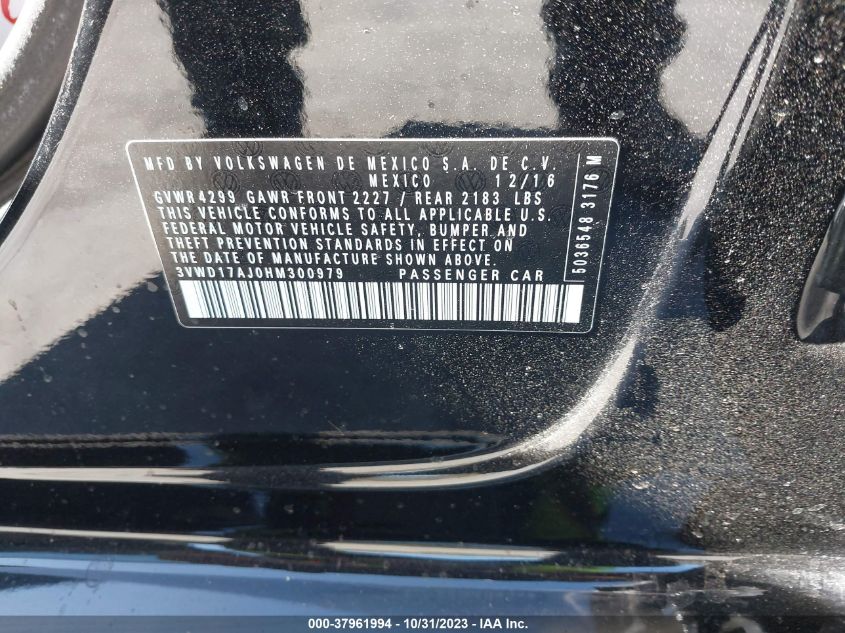 MFD BY VOLKSWAGEN DE MEXICO S.A. DE C.V.
MEXICO 12/16
GVWR 4299 GAWR FRONT 2227 / REAR 2183 LBS
THIS VEHICLE CONFORMS TO ALL APPLICABLE U.S.
FEDERAL MOTOR VEHICLE SAFETY, BUMPER AND
THEFT PREVENTION STANDARDS IN EFFECT ON
THE DATE OF MANUFACTURE SHOWN ABOVE.
3VWD17AJ0HM300979 PASSENGER CAR
5036548 3176 M
000-37961994 - 10/31/2023 - IAA Inc.